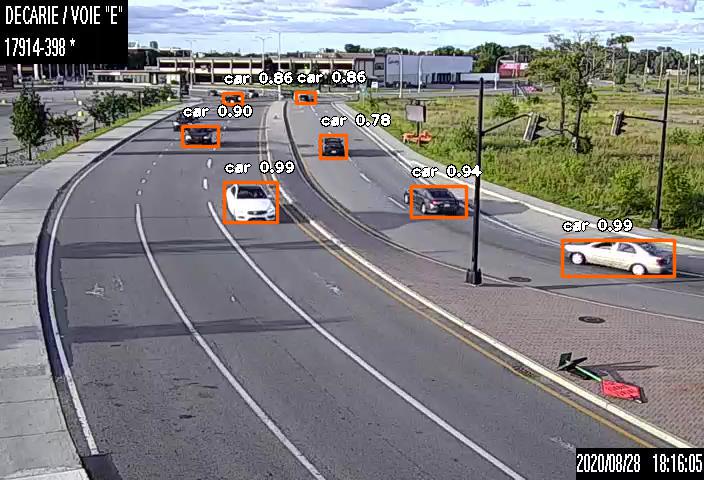 DECARIE / VOIE "E"
17914-398 *
car 0.86 car 0.86
car 0.90
car 0.78
car 0.99
car 0.94
car 0.99
2020/08/28 18:16:05